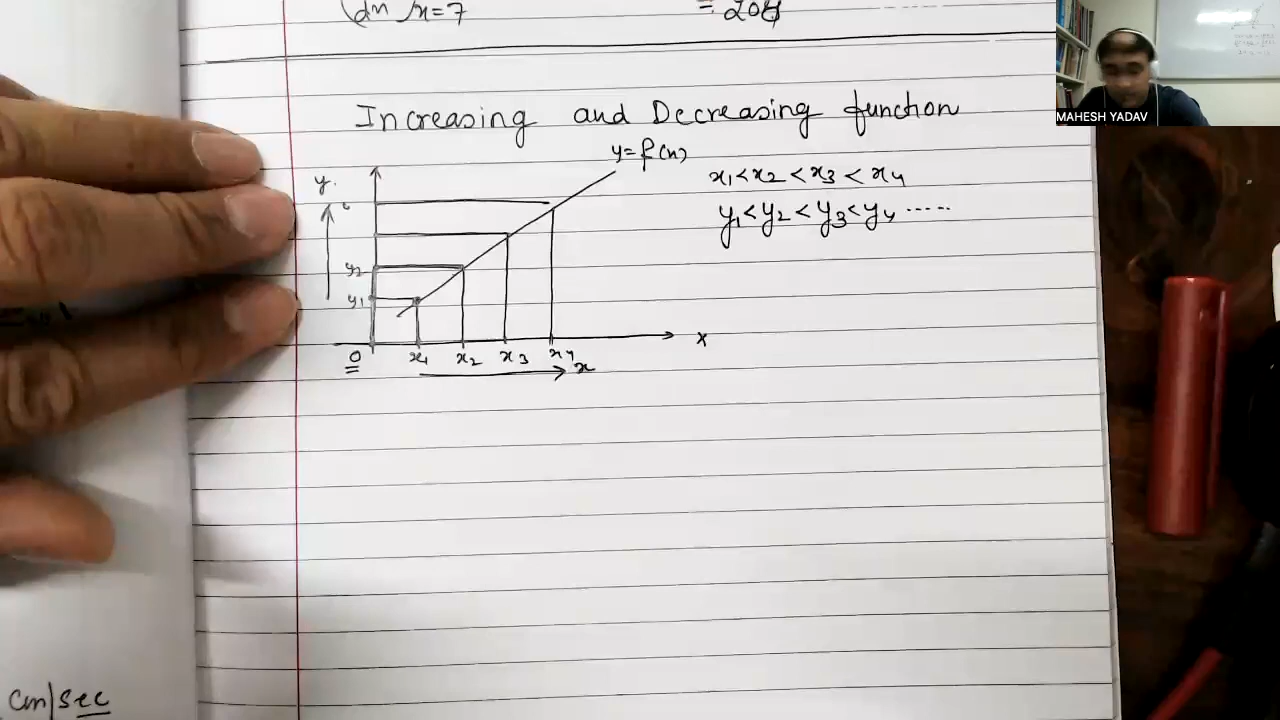 (dn)x=7 = 208
Increasing and Decreasing function
y=f(x)
y
x1<x2<x3<x4
y1<y2<y3<y4.....
y2
y1
0 x1 x2 x3 x4 x
x
cm/sec
MAHESH YADAV